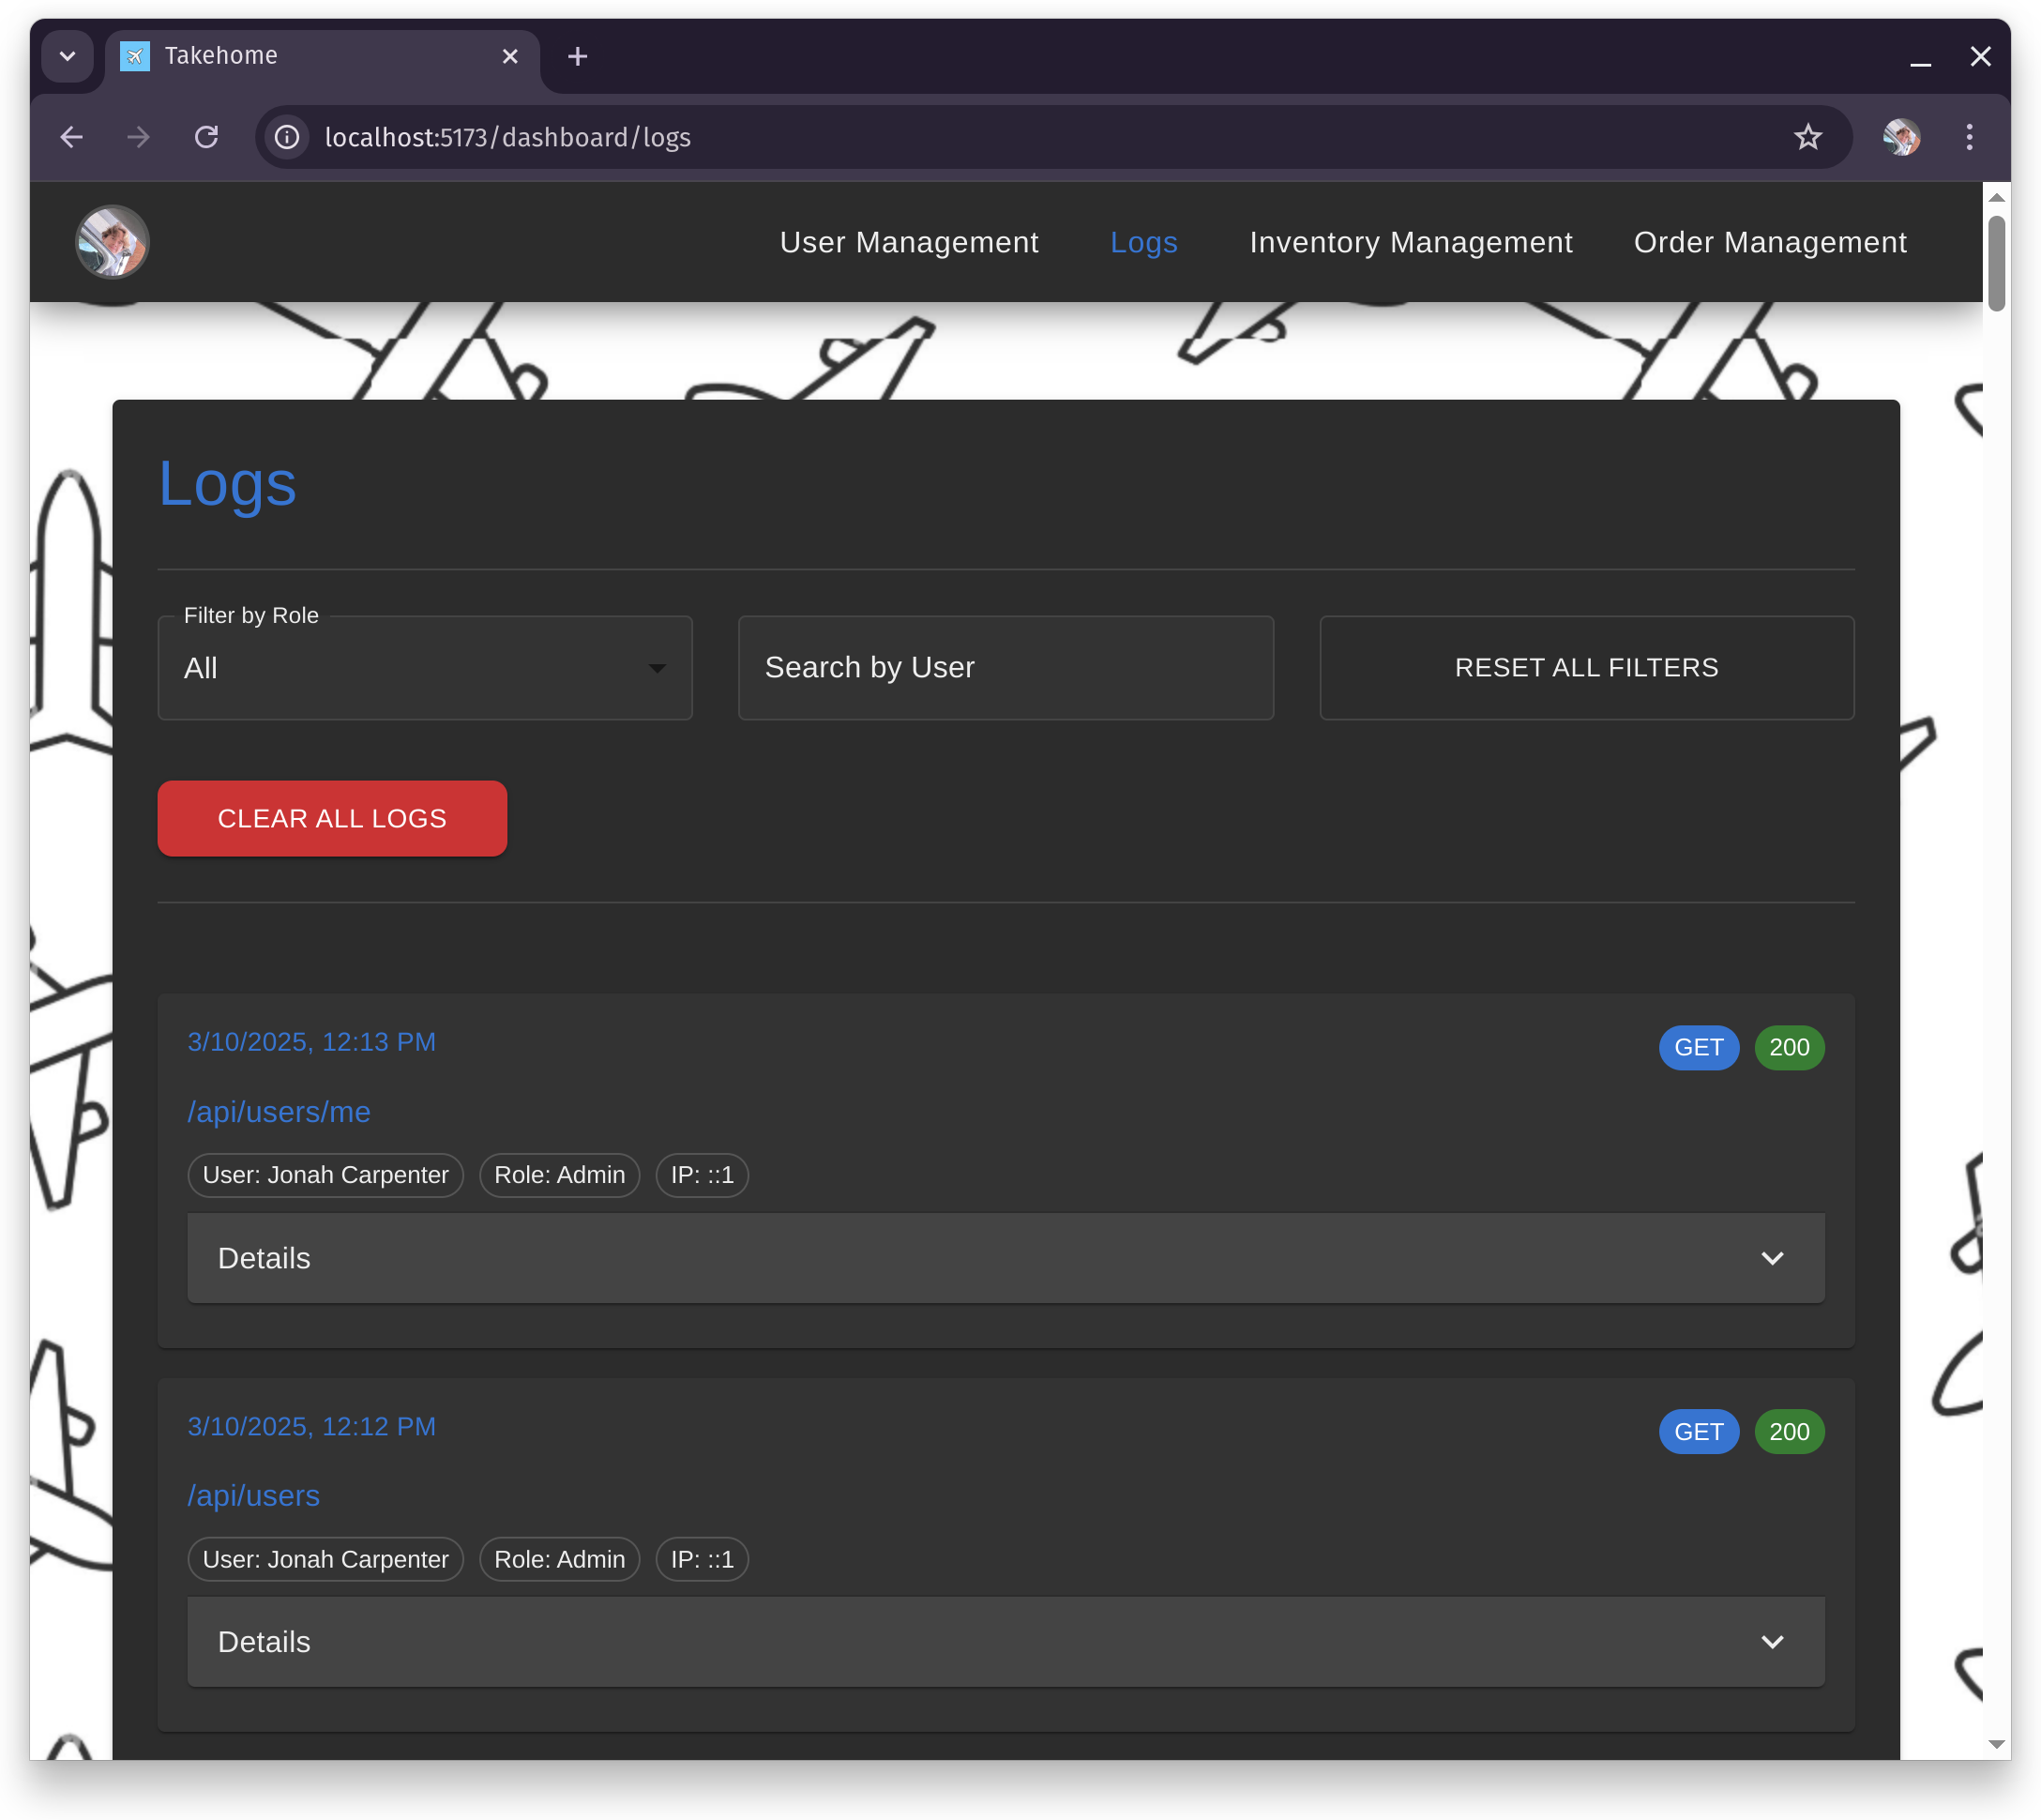 Takehome
localhost:5173/dashboard/logs
User Management Logs Inventory Management Order Management
Logs
Filter by Role
All
Search by User
RESET ALL FILTERS
CLEAR ALL LOGS
3/10/2025, 12:13 PM
GET 200
/api/users/me
User: Jonah Carpenter Role: Admin IP: ::1
Details
3/10/2025, 12:12 PM
GET 200
/api/users
User: Jonah Carpenter Role: Admin IP: ::1
Details